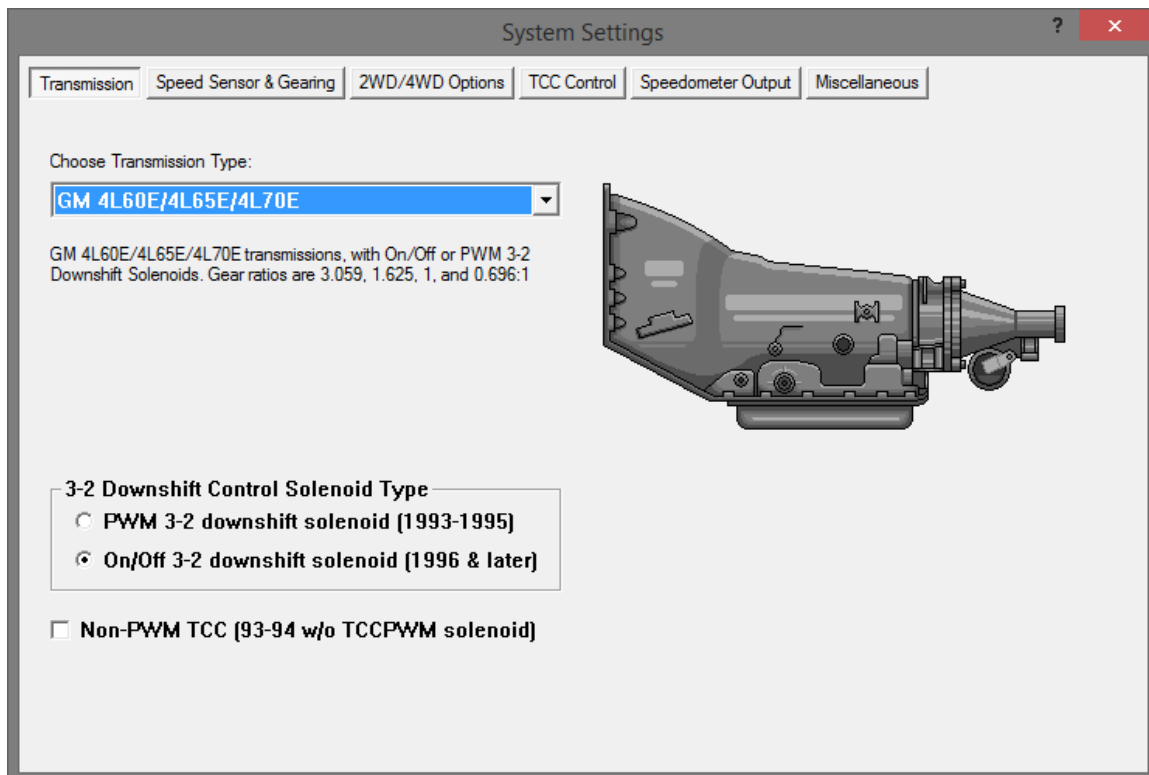 System Settings
?
Transmission
Speed Sensor & Gearing
2WD/4WD Options
TCC Control
Speedometer Output
Miscellaneous
Choose Transmission Type:
GM 4L60E/4L65E/4L70E
GM 4L60E/4L65E/4L70E transmissions, with On/Off or PWM 3-2
Downshift Solenoids. Gear ratios are 3.059, 1.625, 1, and 0.696:1
3-2 Downshift Control Solenoid Type
PWM 3-2 downshift solenoid (1993-1995)
On/Off 3-2 downshift solenoid (1996 & later)
Non-PWM TCC (93-94 w/o TCCPWM solenoid)